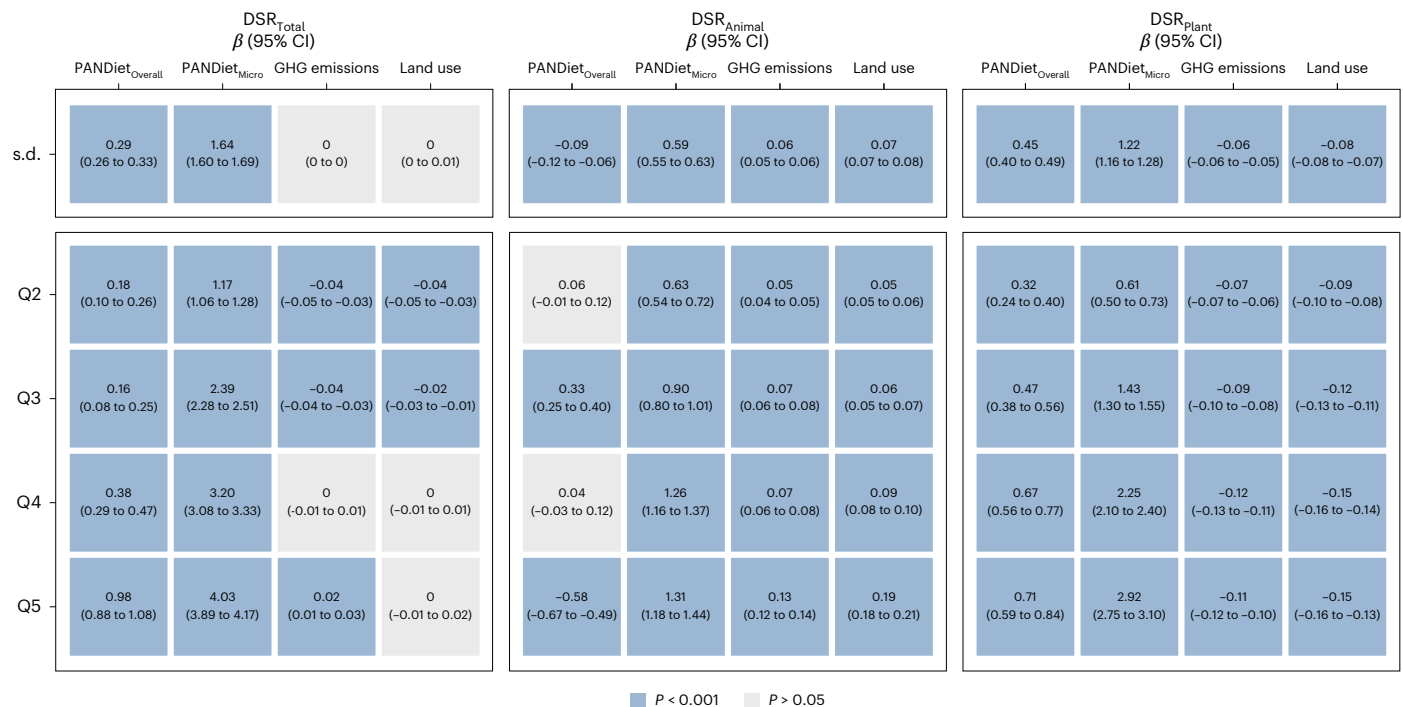 DSR_Total
β (95% CI)
DSR_Animal
β (95% CI)
DSR_Plant
β (95% CI)
PANDiet_Overall PANDiet_Micro GHG emissions Land use
PANDiet_Overall PANDiet_Micro GHG emissions Land use
PANDiet_Overall PANDiet_Micro GHG emissions Land use
s.d.
0.29 1.64 0 0
(0.26 to 0.33) (1.60 to 1.69) (0 to 0) (0 to 0.01)
−0.09 0.59 0.06 0.07
(−0.12 to −0.06) (0.55 to 0.63) (0.05 to 0.06) (0.07 to 0.08)
0.45 1.22 −0.06 −0.08
(0.40 to 0.49) (1.16 to 1.28) (−0.06 to −0.05) (−0.08 to −0.07)
Q2
0.18 1.17 −0.04 −0.04
(0.10 to 0.26) (1.06 to 1.28) (−0.05 to −0.03) (−0.05 to −0.03)
0.06 0.63 0.05 0.05
(−0.01 to 0.12) (0.54 to 0.72) (0.04 to 0.05) (0.05 to 0.06)
0.32 0.61 −0.07 −0.09
(0.24 to 0.40) (0.50 to 0.73) (−0.07 to −0.06) (−0.10 to −0.08)
Q3
0.16 2.39 −0.04 −0.02
(0.08 to 0.25) (2.28 to 2.51) (−0.04 to −0.03) (−0.03 to −0.01)
0.33 0.90 0.07 0.06
(0.25 to 0.40) (0.80 to 1.01) (0.06 to 0.08) (0.05 to 0.07)
0.47 1.43 −0.09 −0.12
(0.38 to 0.56) (1.30 to 1.55) (−0.10 to −0.08) (−0.13 to −0.11)
Q4
0.38 3.20 0 0
(0.29 to 0.47) (3.08 to 3.33) (-0.01 to 0.01) (−0.01 to 0.01)
0.04 1.26 0.07 0.09
(−0.03 to 0.12) (1.16 to 1.37) (0.06 to 0.08) (0.08 to 0.10)
0.67 2.25 −0.12 −0.15
(0.56 to 0.77) (2.10 to 2.40) (−0.13 to −0.11) (−0.16 to −0.14)
Q5
0.98 4.03 0.02 0
(0.88 to 1.08) (3.89 to 4.17) (0.01 to 0.03) (−0.01 to 0.02)
−0.58 1.31 0.13 0.19
(−0.67 to −0.49) (1.18 to 1.44) (0.12 to 0.14) (0.18 to 0.21)
0.71 2.92 −0.11 −0.15
(0.59 to 0.84) (2.75 to 3.10) (−0.12 to −0.10) (−0.16 to −0.13)
P < 0.001 P > 0.05